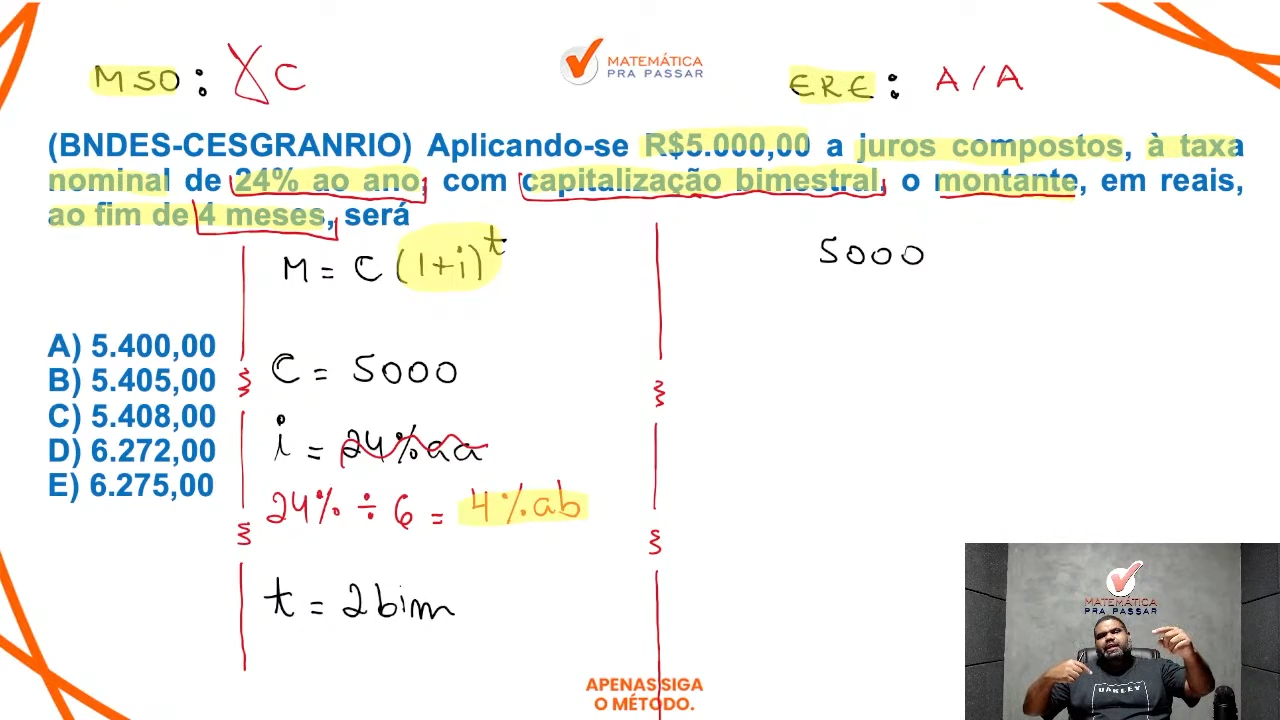 MSO: JC
MATEMÁTICA
PRA PASSAR
ERE: A/A
(BNDES-CESGRANRIO) Aplicando-se R$5.000,00 a juros compostos, à taxa
nominal de 24% ao ano, com capitalização bimestral, o montante, em reais,
ao fim de 4 meses, será
M = C (1+i)^t
5000
A) 5.400,00
B) 5.405,00
C) 5.408,00
D) 6.272,00
E) 6.275,00
C = 5000
i = 24%aa
24% ÷ 6 = 4%ab
t = 2bim
MATEMÁTICA
PRA PASSAR
OAKLEY
APENAS SIGA
O MÉTODO.